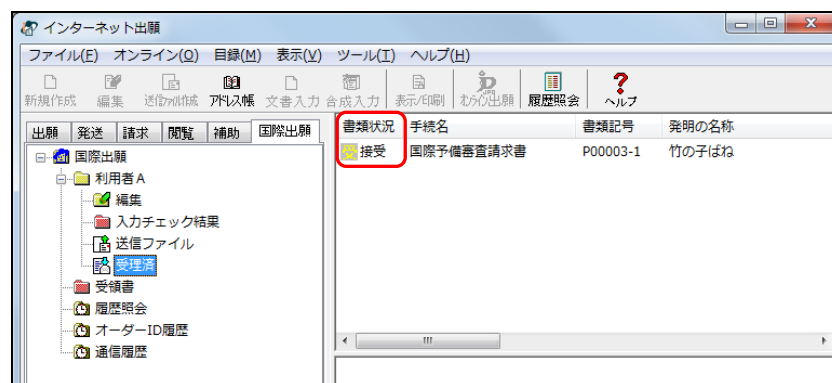 インターネット出願
ファイル(F) オンライン(O) 目録(M) 表示(V) ツール(T) ヘルプ(H)
新規作成 編集 送信ファイル作成 アドレス帳 文書入力 合成入力 表示/印刷 オンライン出願 履歴照会 ヘルプ
出願 発送 請求 閲覧 補助 国際出願
国際出願
利用者A
編集
入力チェック結果
送信ファイル
受理済
受領書
履歴照会
オーダーID履歴
通信履歴
書類状況 手続名 書類記号 発明の名称
接受 国際予備審査請求書 P00003-1 竹の子ばね